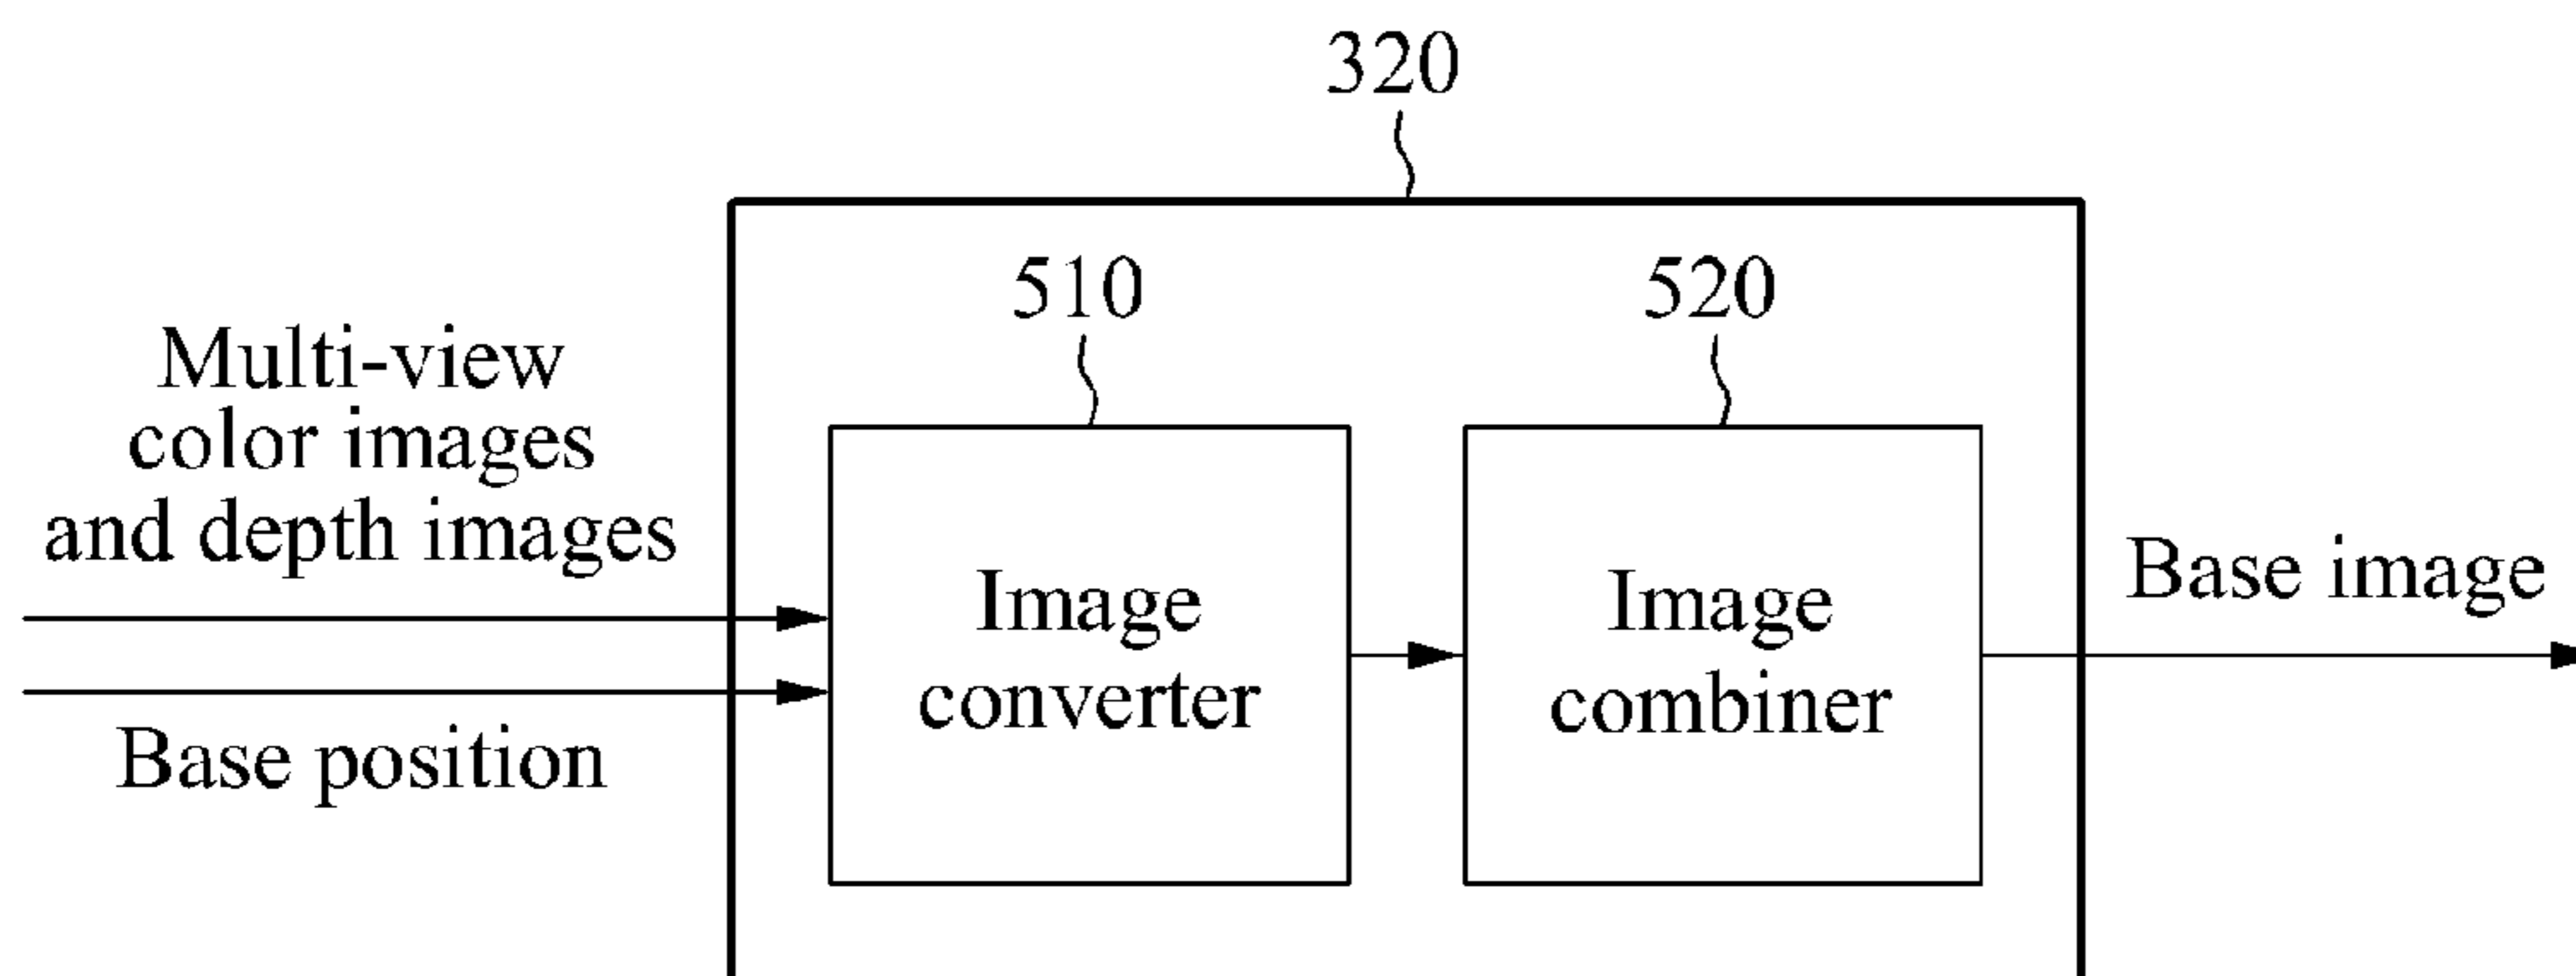 320
510
520
Multi-view
color images
and depth images
Base position
Image
converter
Image
combiner
Base image